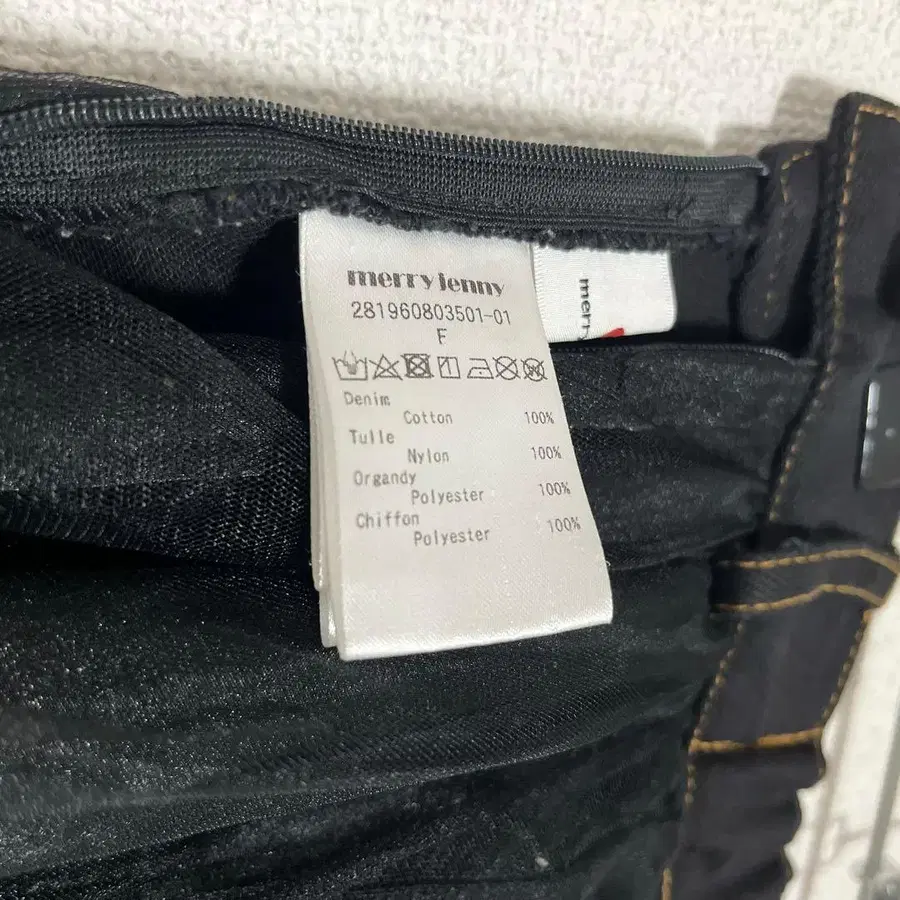 merry jenny
281960803501-01
F
Denim
Cotton 100%
Tulle
Nylon 100%
Organdy
Polyester 100%
Chiffon
Polyester 100%
merry